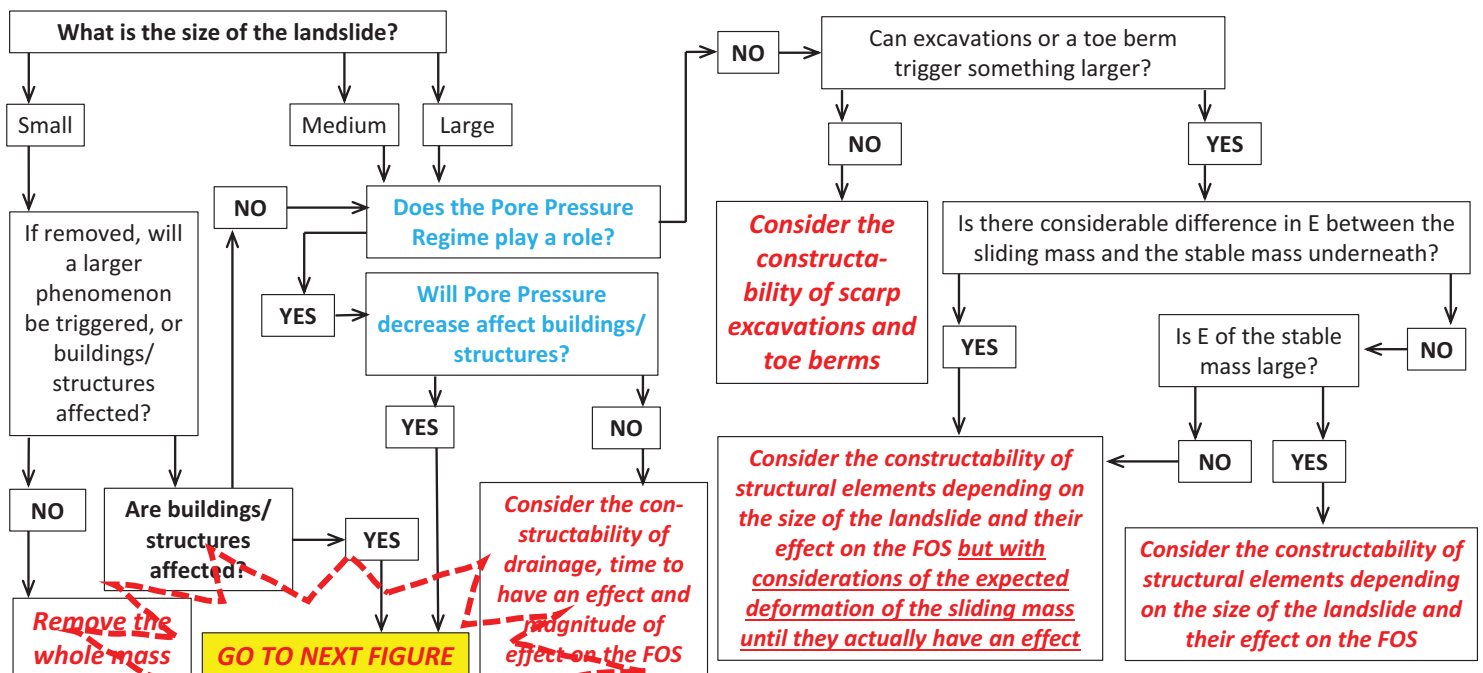 What is the size of the landslide?
Small
Medium
Large
If removed, will
a larger
phenomenon
be triggered, or
buildings/
structures
affected?
NO
Does the Pore Pressure
Regime play a role?
YES
Will Pore Pressure
decrease affect buildings/
structures?
YES
NO
NO
Are buildings/
structures
affected?
YES
Remove the
whole mass
GO TO NEXT FIGURE
Consider the con-
structability of
drainage, time to
have an effect and
magnitude of
effect on the FOS
NO
Can excavations or a toe berm
trigger something larger?
NO
YES
Consider the
constructa-
bility of scarp
excavations and
toe berms
Is there considerable difference in E between the
sliding mass and the stable mass underneath?
YES
NO
Is E of the stable
mass large?
NO
YES
Consider the constructability of
structural elements depending on
the size of the landslide and their
effect on the FOS but with
considerations of the expected
deformation of the sliding mass
until they actually have an effect
Consider the constructability of
structural elements depending
on the size of the landslide and
their effect on the FOS